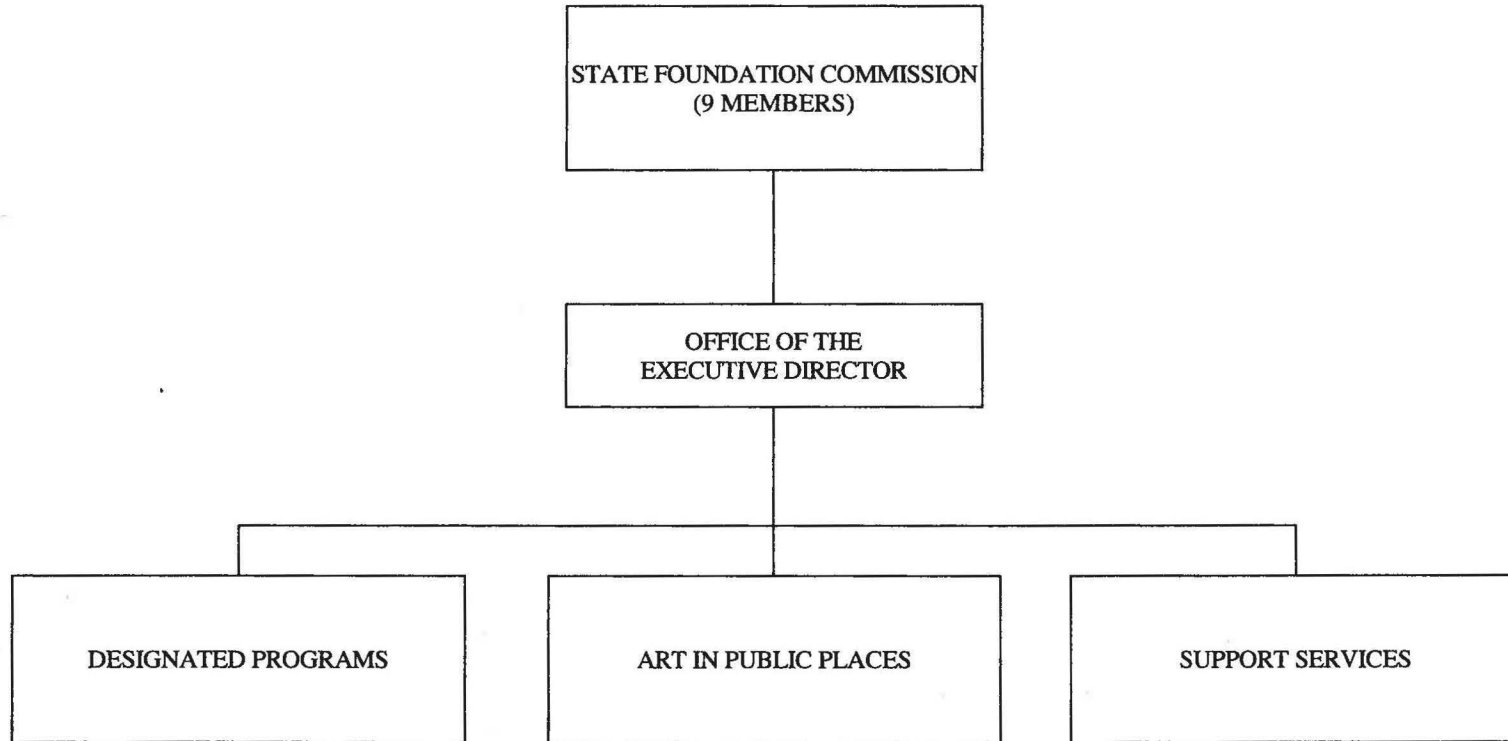 STATE FOUNDATION COMMISSION
(9 MEMBERS)
OFFICE OF THE
EXECUTIVE DIRECTOR
DESIGNATED PROGRAMS
ART IN PUBLIC PLACES
SUPPORT SERVICES